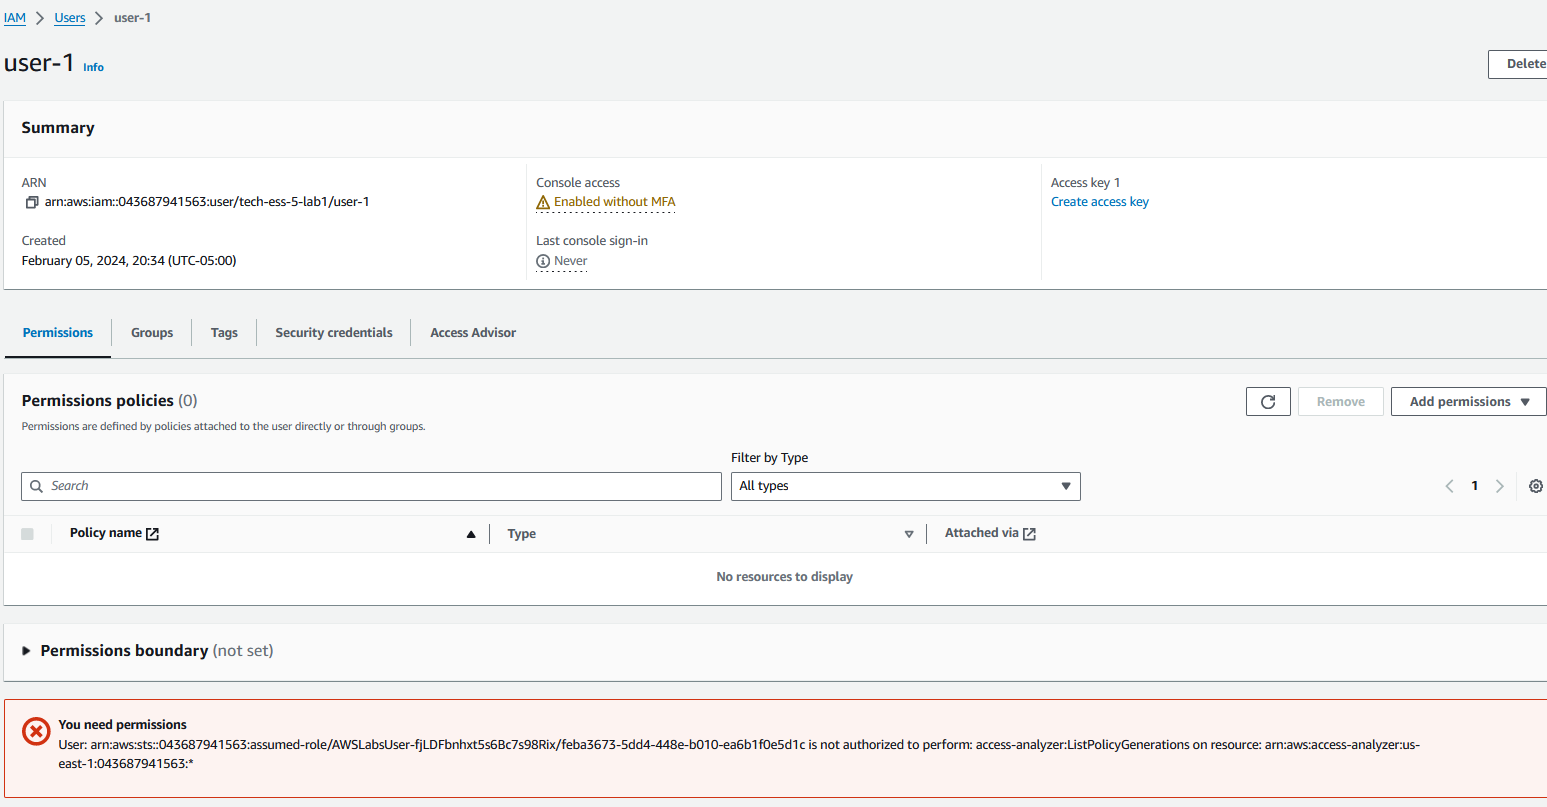 IAM > Users > user-1
user-1 Info
Delete
Summary
ARN
arn:aws:iam::043687941563:user/tech-ess-5-lab1/user-1
Created
February 05, 2024, 20:34 (UTC-05:00)
Console access
Enabled without MFA
Last console sign-in
Never
Access key 1
Create access key
Permissions
Groups
Tags
Security credentials
Access Advisor
Permissions policies (0)
Permissions are defined by policies attached to the user directly or through groups.
Remove
Add permissions
Filter by Type
Search
All types
1
Policy name
Type
Attached via
No resources to display
Permissions boundary (not set)
You need permissions
User: arn:aws:sts::043687941563:assumed-role/AWSLabsUser-fjLDFbnhxt5s6Bc7s98Rix/feba3673-5dd4-448e-b010-ea6b1f0e5d1c is not authorized to perform: access-analyzer:ListPolicyGenerations on resource: arn:aws:access-analyzer:us-
east-1:043687941563:*